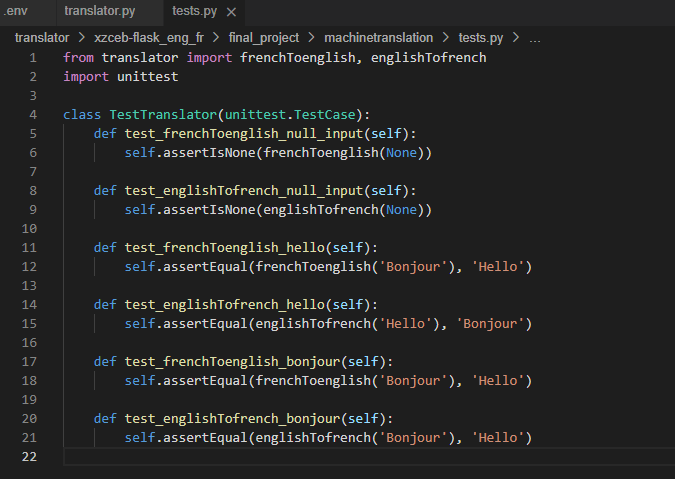 .env translator.py tests.py ×
translator > xzceb-flask_eng_fr > final_project > machinetranslation > tests.py > ...
1 from translator import frenchToenglish, englishTofrench
2 import unittest
3
4 class TestTranslator(unittest.TestCase):
5     def test_frenchToenglish_null_input(self):
6         self.assertIsNone(frenchToenglish(None))
7
8     def test_englishTofrench_null_input(self):
9         self.assertIsNone(englishTofrench(None))
10
11     def test_frenchToenglish_hello(self):
12         self.assertEqual(frenchToenglish('Bonjour'), 'Hello')
13
14     def test_englishTofrench_hello(self):
15         self.assertEqual(englishTofrench('Hello'), 'Bonjour')
16
17     def test_frenchToenglish_bonjour(self):
18         self.assertEqual(frenchToenglish('Bonjour'), 'Hello')
19
20     def test_englishTofrench_bonjour(self):
21         self.assertEqual(englishTofrench('Bonjour'), 'Hello')
22